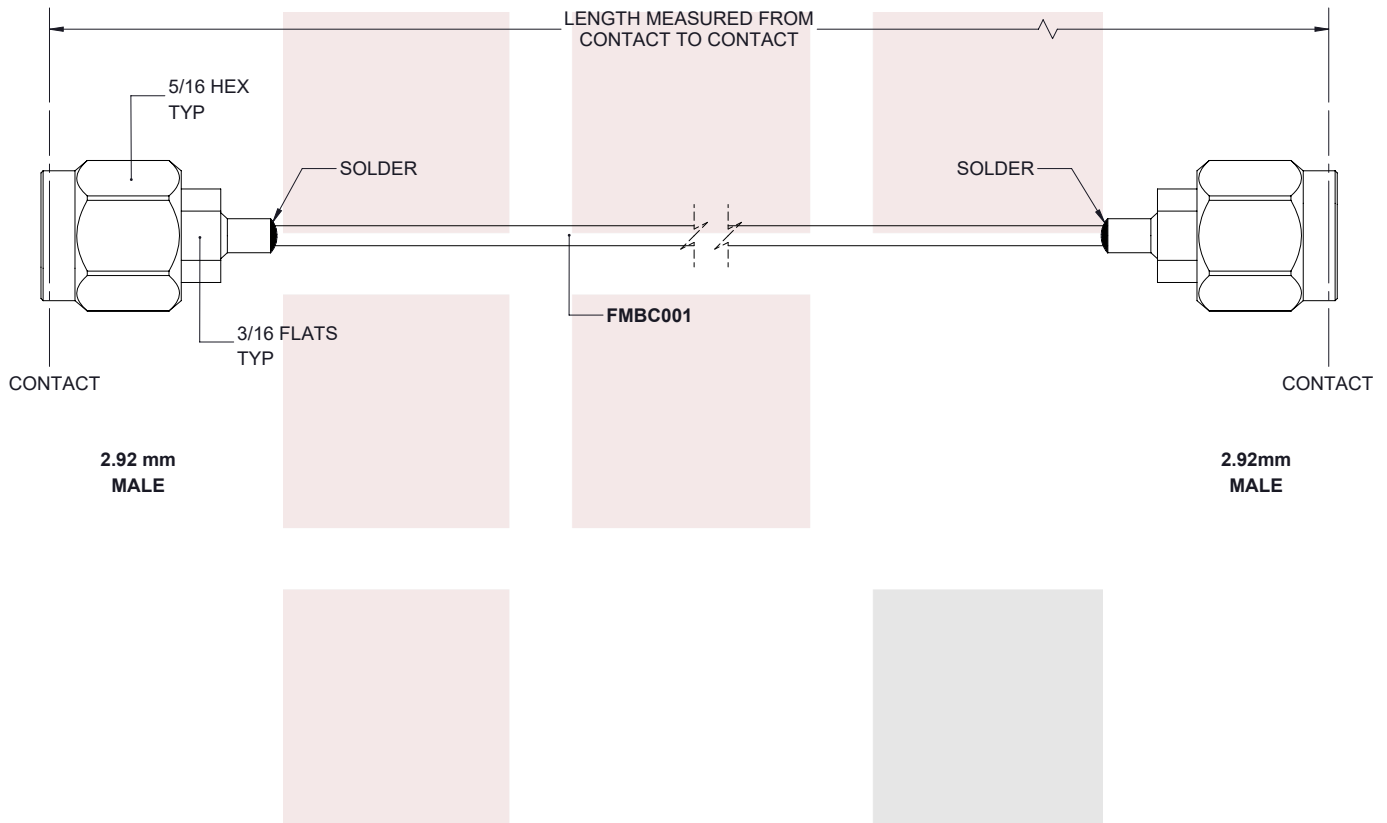 LENGTH MEASURED FROM
CONTACT TO CONTACT
5/16 HEX
TYP
SOLDER
SOLDER
FMBC001
3/16 FLATS
TYP
CONTACT
CONTACT
2.92 mm
MALE
2.92mm
MALE